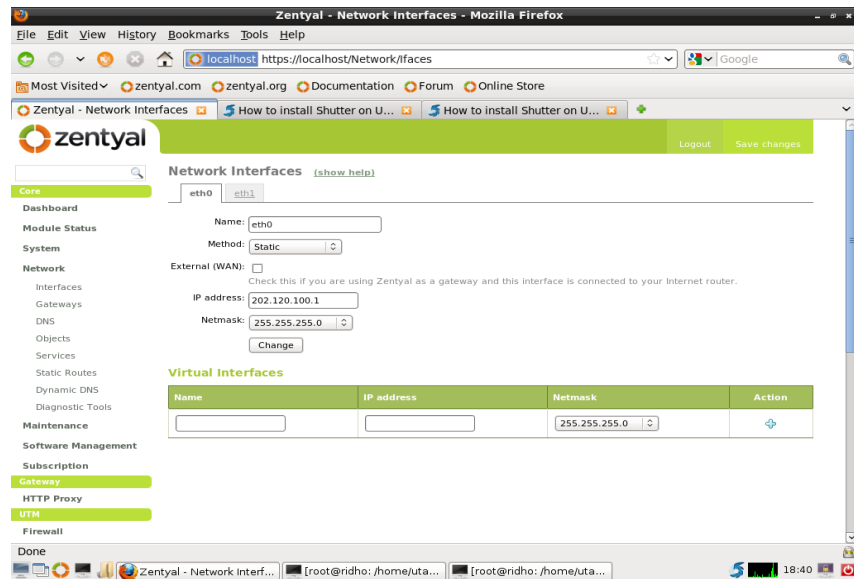 Zentyal - Network Interfaces - Mozilla Firefox
File Edit View History Bookmarks Tools Help
localhost https://localhost/Network/Ifaces
Google
Most Visited zentyal.com zentyal.org Documentation Forum Online Store
Zentyal - Network Interfaces
How to install Shutter on U...
How to install Shutter on U...
zentyal
Logout Save changes
Core
Dashboard
Module Status
System
Network
Interfaces
Gateways
DNS
Objects
Services
Static Routes
Dynamic DNS
Diagnostic Tools
Maintenance
Software Management
Subscription
Gateway
HTTP Proxy
UTM
Firewall
Network Interfaces (show help)
eth0 eth1
Name: eth0
Method: Static
External (WAN):
Check this if you are using Zentyal as a gateway and this interface is connected to your Internet router.
IP address: 202.120.100.1
Netmask: 255.255.255.0
Change
Virtual Interfaces
Name IP address Netmask Action
255.255.255.0
Done
Zentyal - Network Interf...
[root@ridho: /home/uta...
[root@ridho: /home/uta...
18:40